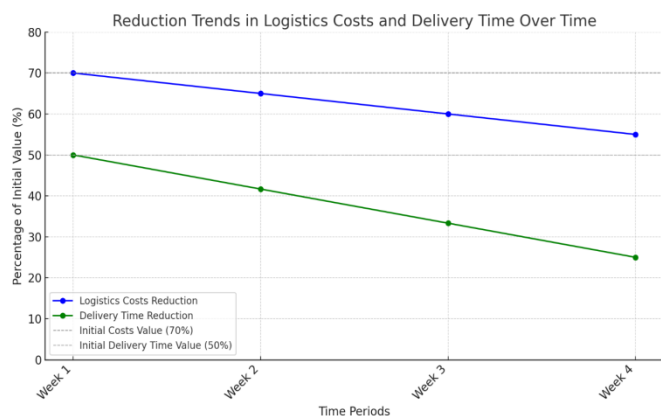 Reduction Trends in Logistics Costs and Delivery Time Over Time
80
70
60
50
40
30
20
10
0
Percentage of Initial Value (%)
Logistics Costs Reduction
Delivery Time Reduction
Initial Costs Value (70%)
Initial Delivery Time Value (50%)
Week 1
Week 2
Week 3
Week 4
Time Periods